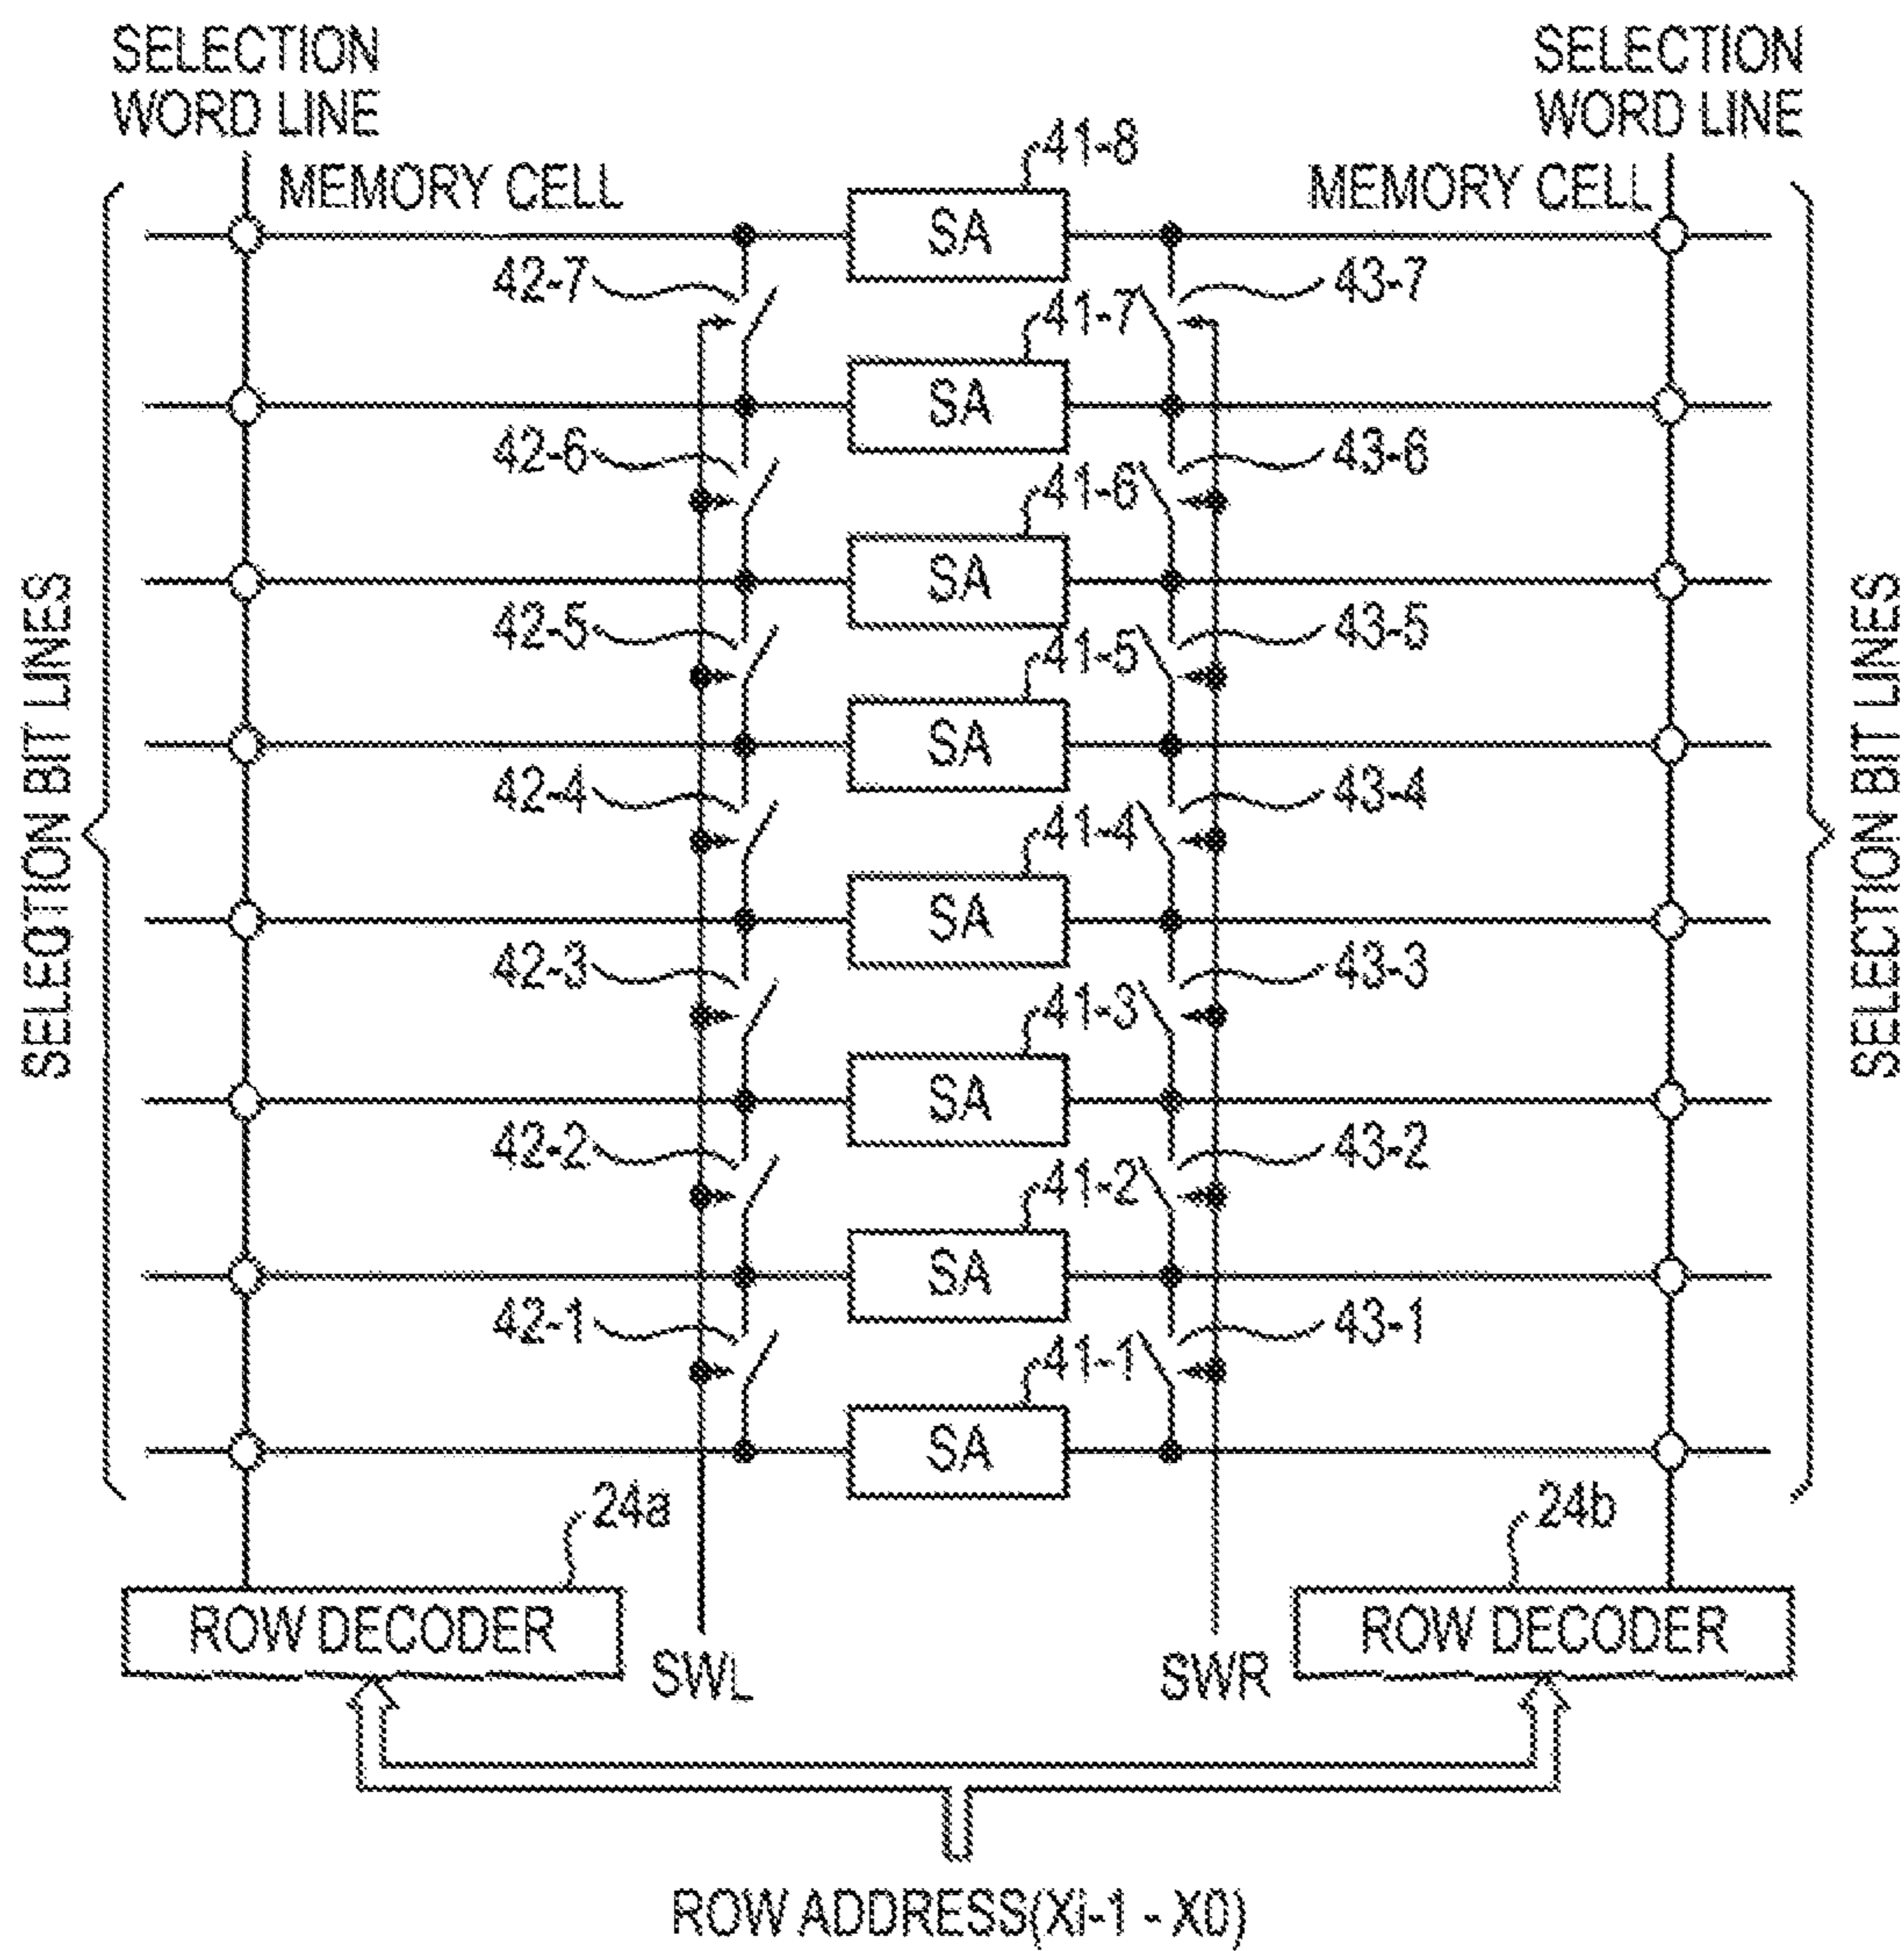 SELECTION
WORD LINE
SELECTION
WORD LINE
MEMORY CELL
41-8
MEMORY CELL
SA
42-7
43-7
41-7
SA
42-6
43-6
41-6
SA
42-5
43-5
41-5
SA
42-4
43-4
41-4
SA
42-3
43-3
41-3
SA
42-2
43-2
41-2
SA
42-1
43-1
41-1
SA
SELECTION BIT LINES
SELECTION BIT LINES
24a
24b
ROW DECODER
ROW DECODER
SWL
SWR
ROW ADDRESS(Xi-1 - X0)